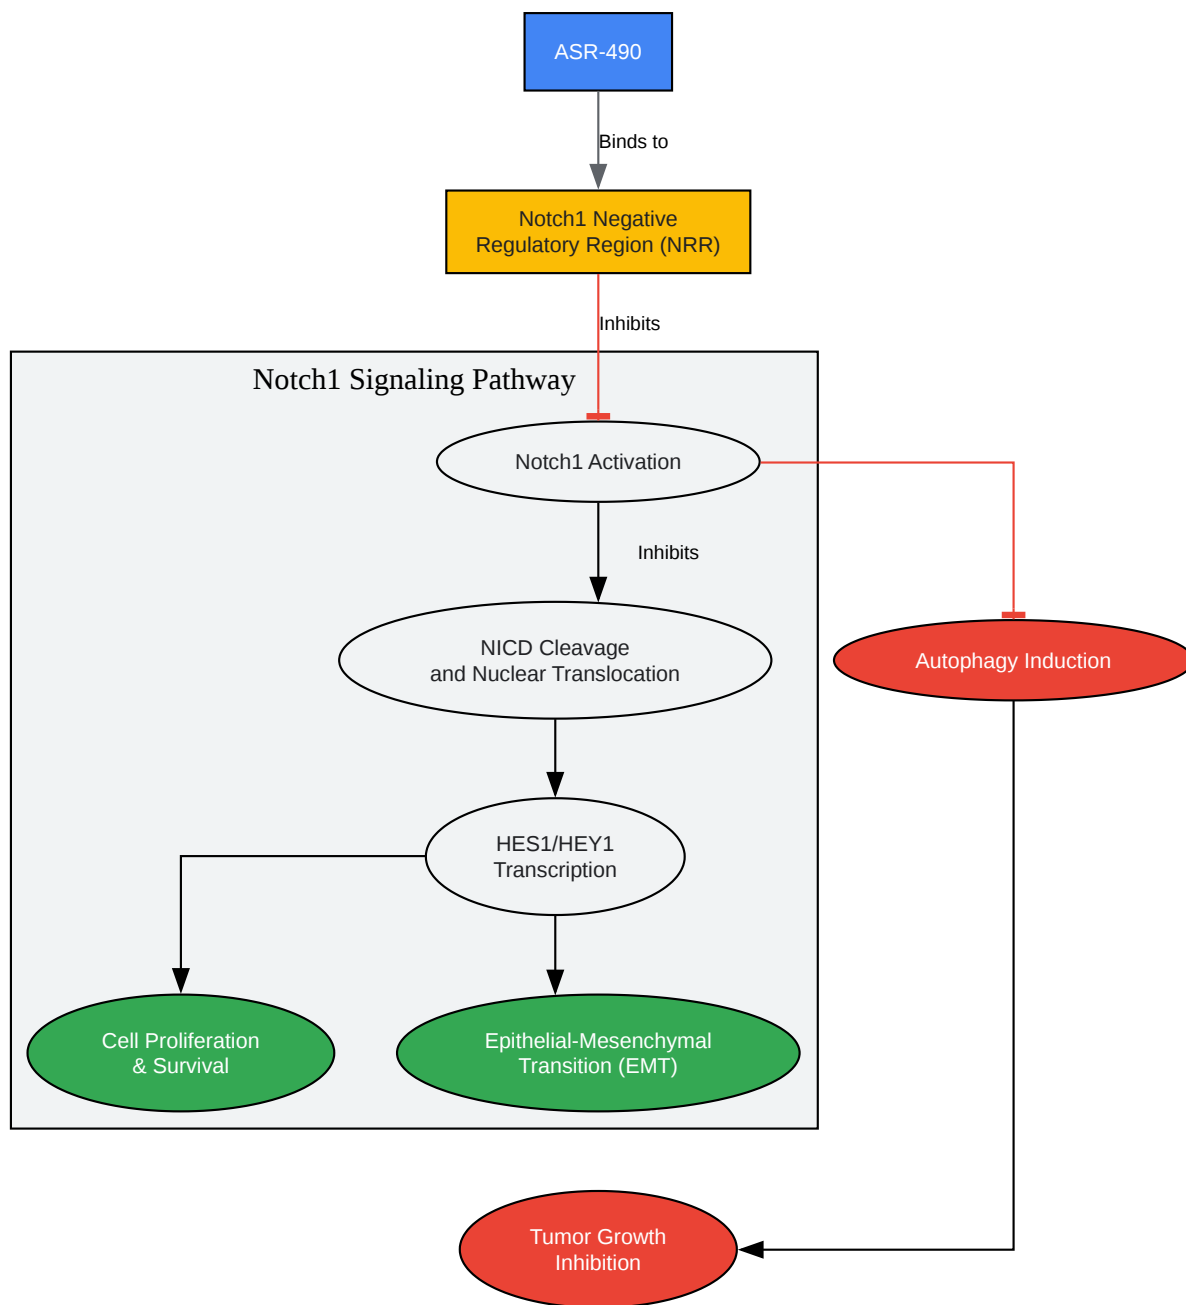 ASR-490
Binds to
Notch1 Negative
Regulatory Region (NRR)
Inhibits
Notch1 Signaling Pathway
Notch1 Activation
Inhibits
NICD Cleavage
and Nuclear Translocation
Autophagy Induction
HES1/HEY1
Transcription
Cell Proliferation
& Survival
Epithelial-Mesenchymal
Transition (EMT)
Tumor Growth
Inhibition